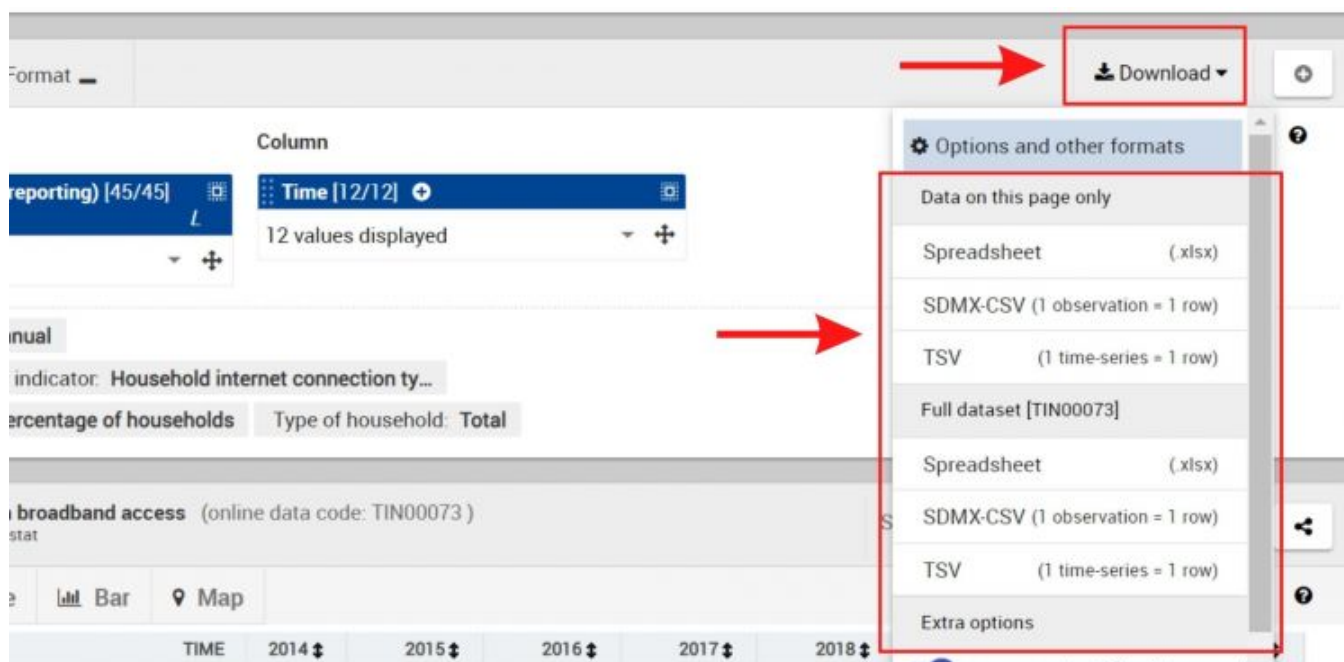 Format
Download
Column
Options and other formats
reporting) [45/45]
Time [12/12]
Data on this page only
12 values displayed
Spreadsheet (.xlsx)
SDMX-CSV (1 observation = 1 row)
TSV (1 time-series = 1 row)
indicator: Household internet connection ty...
Full dataset [TIN00073]
percentage of households Type of household: Total
Spreadsheet (.xlsx)
broadband access (online data code: TIN00073 )
SDMX-CSV (1 observation = 1 row)
stat
TSV (1 time-series = 1 row)
Bar Map
Extra options
TIME 2014 2015 2016 2017 2018